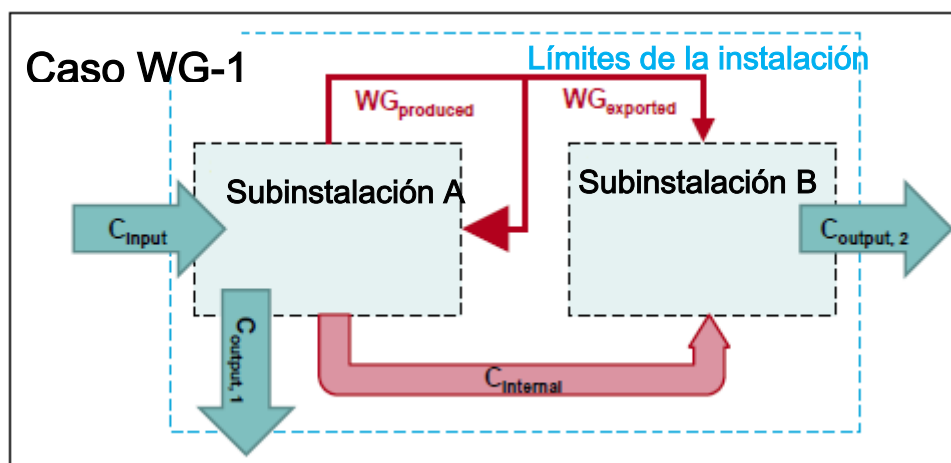 Caso WG-1
Límites de la instalación
WGproduced
WGexported
Subinstalación A
Subinstalación B
Cinput
Coutput, 2
Coutput, 1
Cinternal